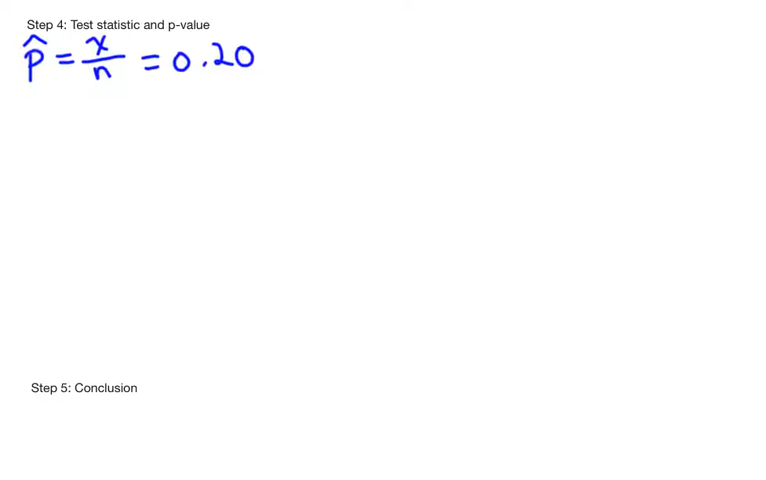 Step 4: Test statistic and p-value
p̂ = x/n = 0.20
Step 5: Conclusion